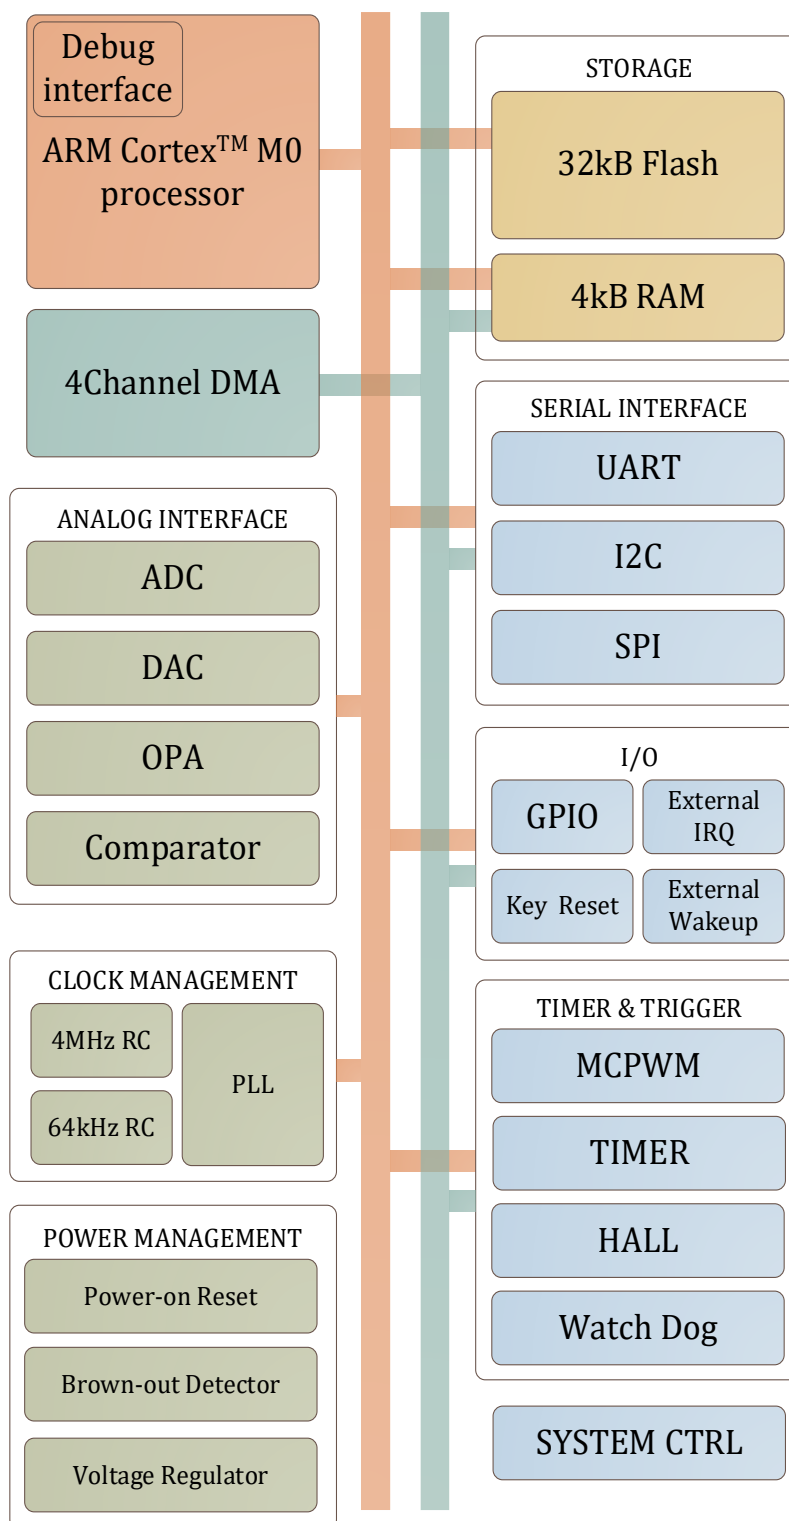 Debug
interface
ARM Cortex™ M0
processor
4Channel DMA
ANALOG INTERFACE
ADC
DAC
OPA
Comparator
CLOCK MANAGEMENT
4MHz RC
64kHz RC
PLL
POWER MANAGEMENT
Power-on Reset
Brown-out Detector
Voltage Regulator
STORAGE
32kB Flash
4kB RAM
SERIAL INTERFACE
UART
I2C
SPI
I/O
GPIO
External
IRQ
Key Reset
External
Wakeup
TIMER & TRIGGER
MCPWM
TIMER
HALL
Watch Dog
SYSTEM CTRL